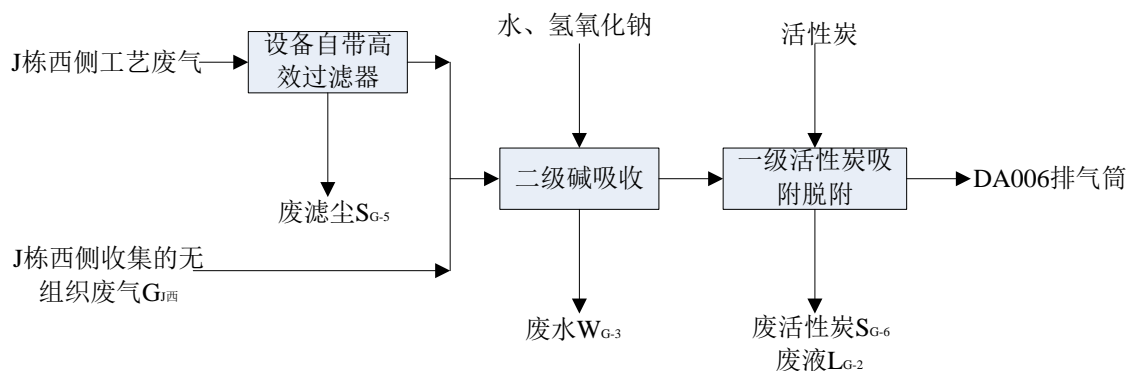 水、氢氧化钠
活性炭
J栋西侧工艺废气
设备自带高
效过滤器
二级碱吸收
一级活性炭吸
附脱附
DA006排气筒
废滤尘SG-5
J栋西侧收集的无
组织废气GJ西
废水WG-3
废活性炭SG-6
废液LG-2